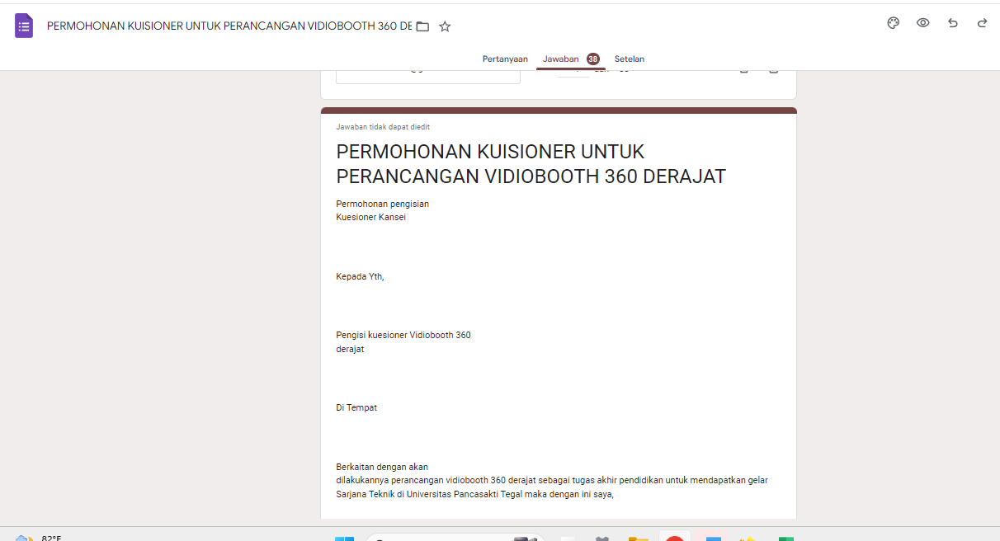 PERMOHONAN KUISIONER UNTUK PERANCANGAN VIDIOBOOTH 360 DE
Pertanyaan Jawaban 38 Setelan
Jawaban tidak dapat diedit
PERMOHONAN KUISIONER UNTUK
PERANCANGAN VIDIOBOOTH 360 DERAJAT
Permohonan pengisian
Kuesioner Kansei
Kepada Yth,
Pengisi kuesioner Vidiobooth 360
derajat
Di Tempat
Berkaitan dengan akan
dilakukannya perancangan vidiobooth 360 derajat sebagai tugas akhir pendidikan untuk mendapatkan gelar
Sarjana Teknik di Universitas Pancasakti Tegal maka dengan ini saya,
82°F